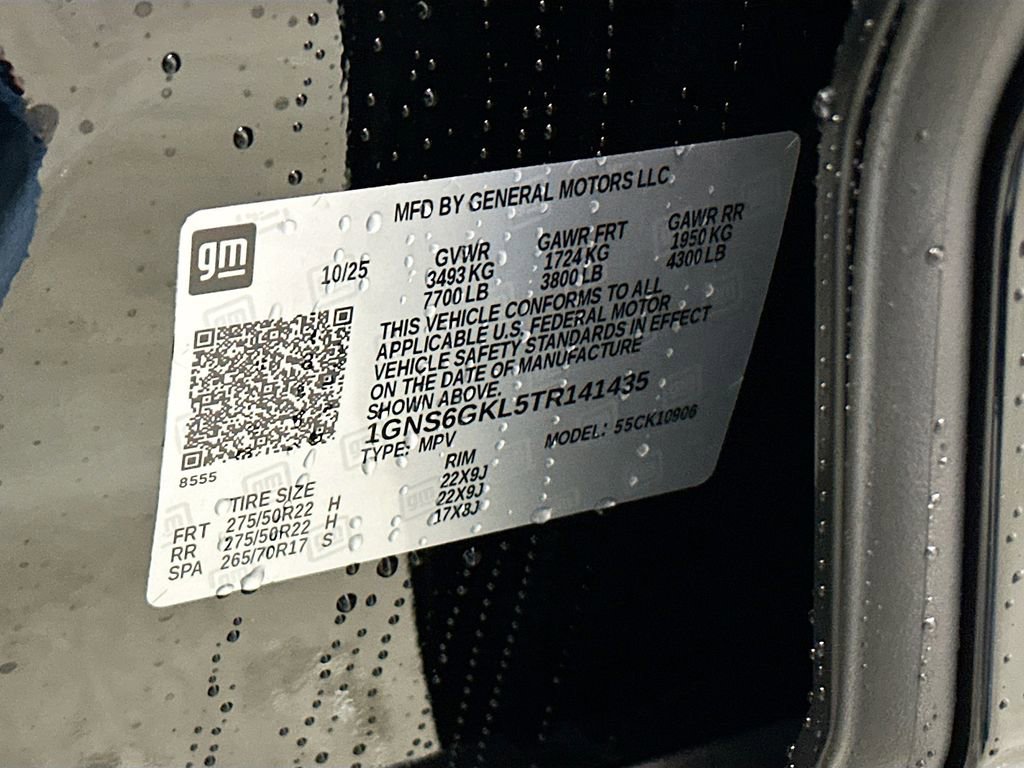 MFD BY GENERAL MOTORS LLC
gm
10/25
GVWR
3493 KG
7700 LB
GAWR FRT
1724 KG
3800 LB
GAWR RR
1950 KG
4300 LB
THIS VEHICLE CONFORMS TO ALL
APPLICABLE U.S. FEDERAL MOTOR
VEHICLE SAFETY STANDARDS IN EFFECT
ON THE DATE OF MANUFACTURE
SHOWN ABOVE.
1GNS6GKL5TR141435
TYPE: MPV
MODEL: 55CK10906
8555
TIRE SIZE
RIM
FRT 275/50R22 H 22X9J
RR 275/50R22 H 22X9J
SPA 265/70R17 S 17X8J